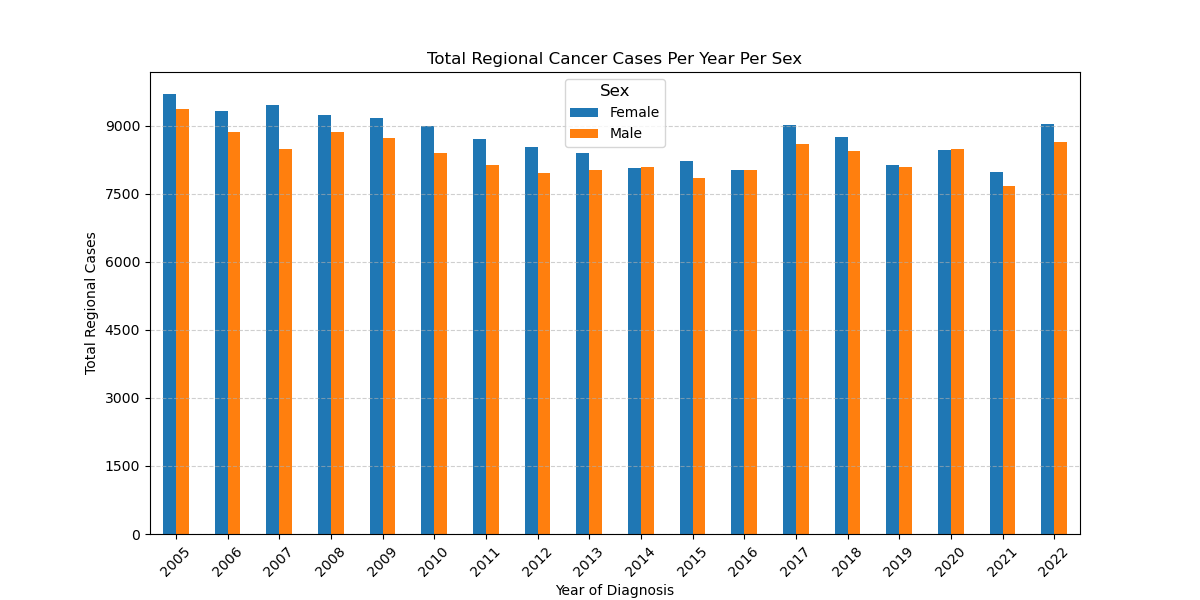 Total Regional Cancer Cases Per Year Per Sex
Sex
Female
Male
Total Regional Cases
9000
7500
6000
4500
3000
1500
0
2005 2006 2007 2008 2009 2010 2011 2012 2013 2014 2015 2016 2017 2018 2019 2020 2021 2022
Year of Diagnosis